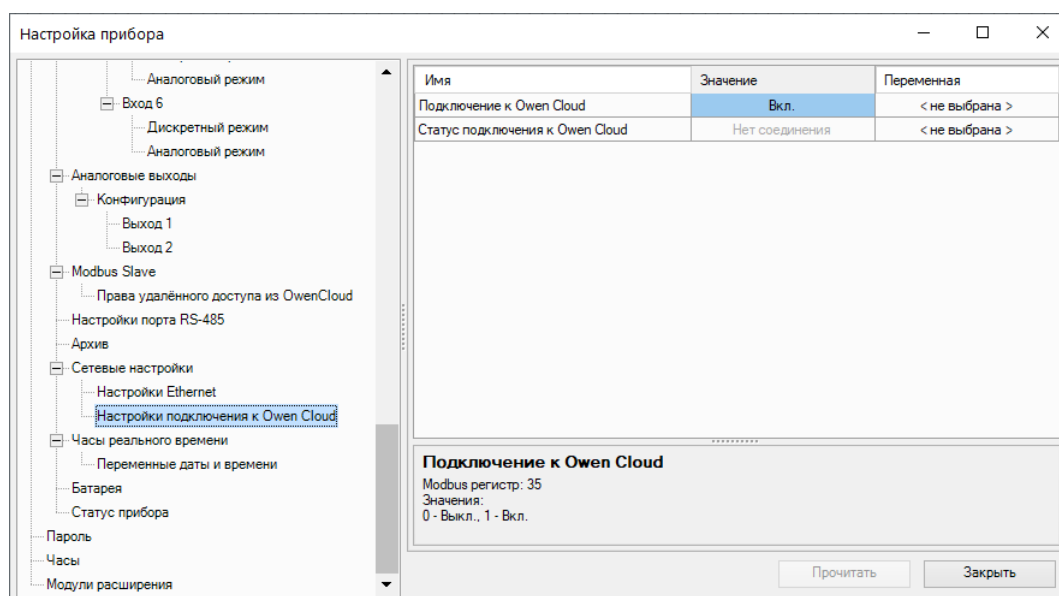 Настройка прибора
Аналоговый режим
Вход 6
Дискретный режим
Аналоговый режим
Аналоговые выходы
Конфигурация
Выход 1
Выход 2
Modbus Slave
Права удалённого доступа из OwenCloud
Настройки порта RS-485
Архив
Сетевые настройки
Настройки Ethernet
Настройки подключения к Owen Cloud
Часы реального времени
Переменные даты и времени
Батарея
Статус прибора
Пароль
Часы
Модули расширения
Имя Значение Переменная
Подключение к Owen Cloud Вкл. < не выбрана >
Статус подключения к Owen Cloud Нет соединения < не выбрана >
Подключение к Owen Cloud
Modbus регистр: 35
Значения:
0 - Выкл., 1 - Вкл.
Прочитать Закрыть